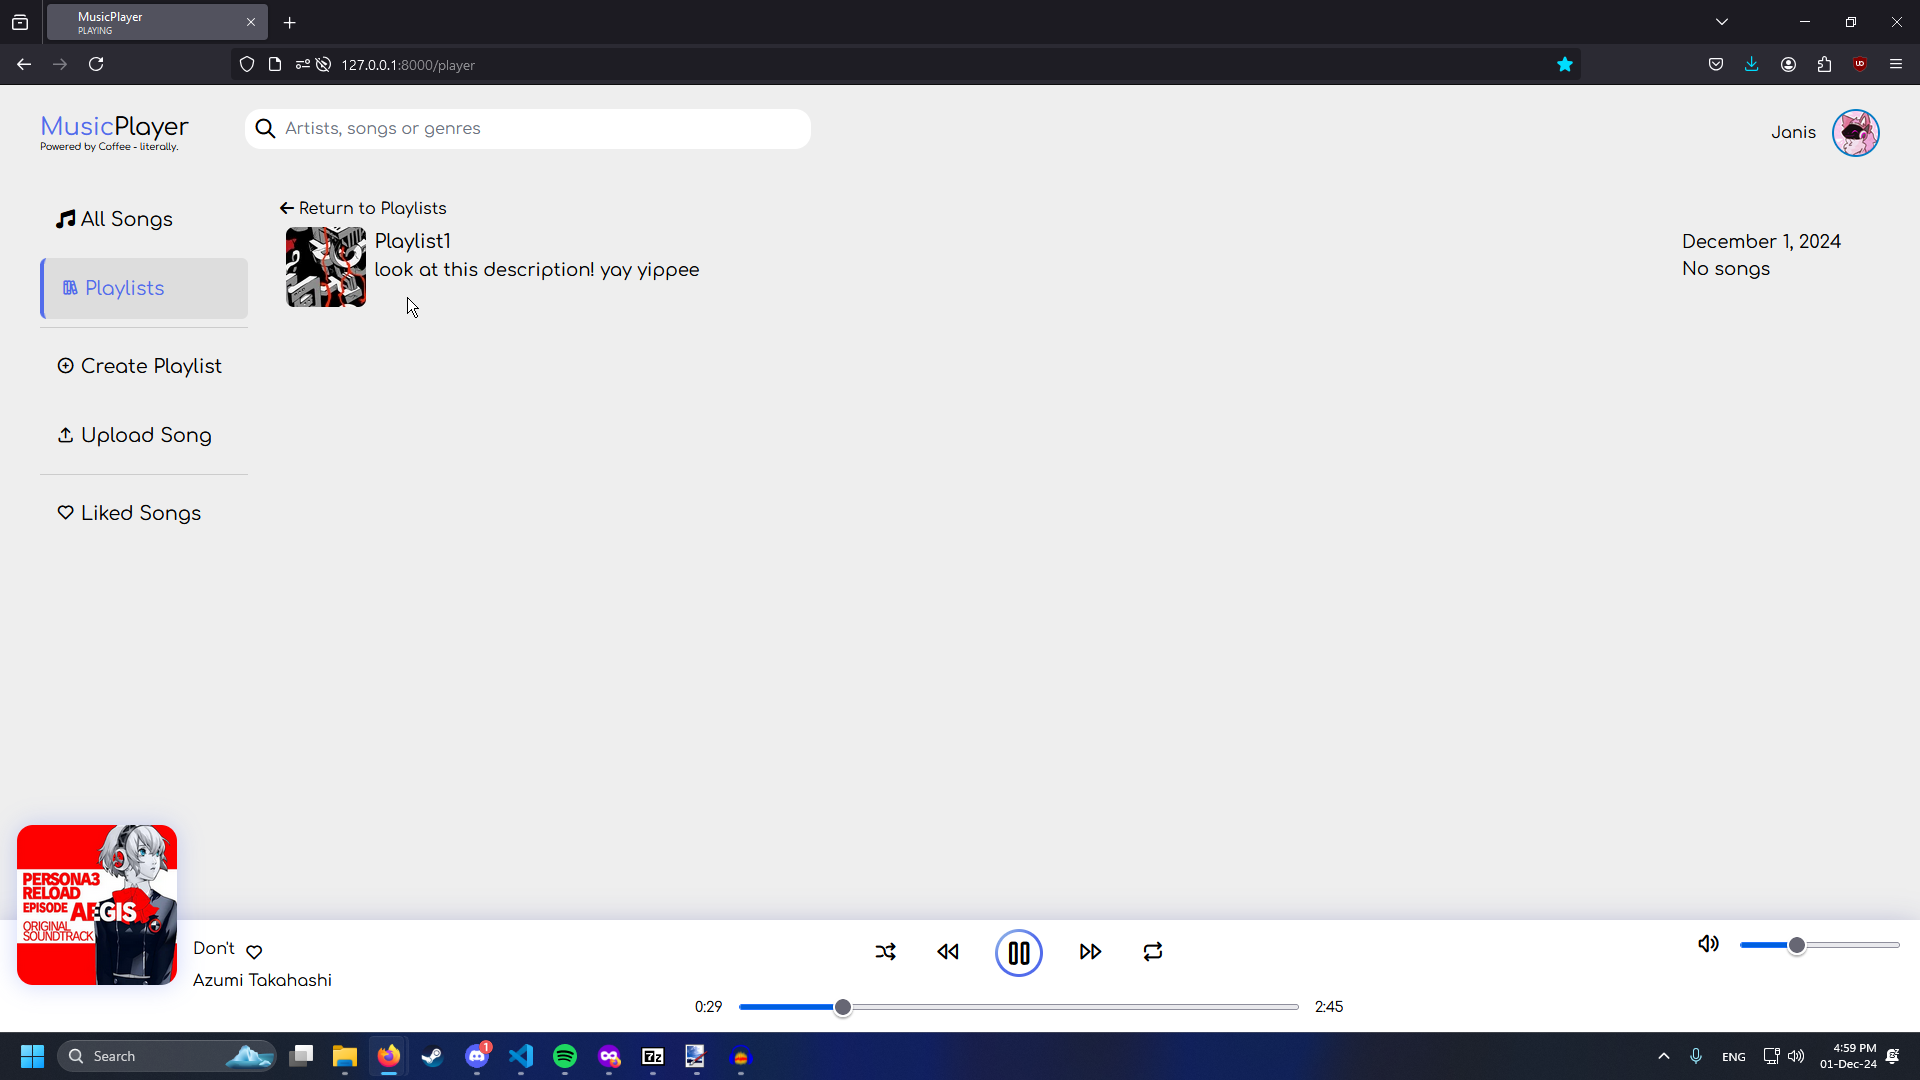 MusicPlayer
PLAYING
127.0.0.1:8000/player
MusicPlayer
Powered by Coffee - literally.
Artists, songs or genres
Janis
All Songs
Playlists
Create Playlist
Upload Song
Liked Songs
Return to Playlists
Playlist1
look at this description! yay yippee
December 1, 2024
No songs
PERSONA3
RELOAD
EPISODE AEGIS
ORIGINAL
SOUNDTRACK
Don't
Azumi Takahashi
0:29
2:45
Search
1
7z
ENG
4:59 PM
01-Dec-24